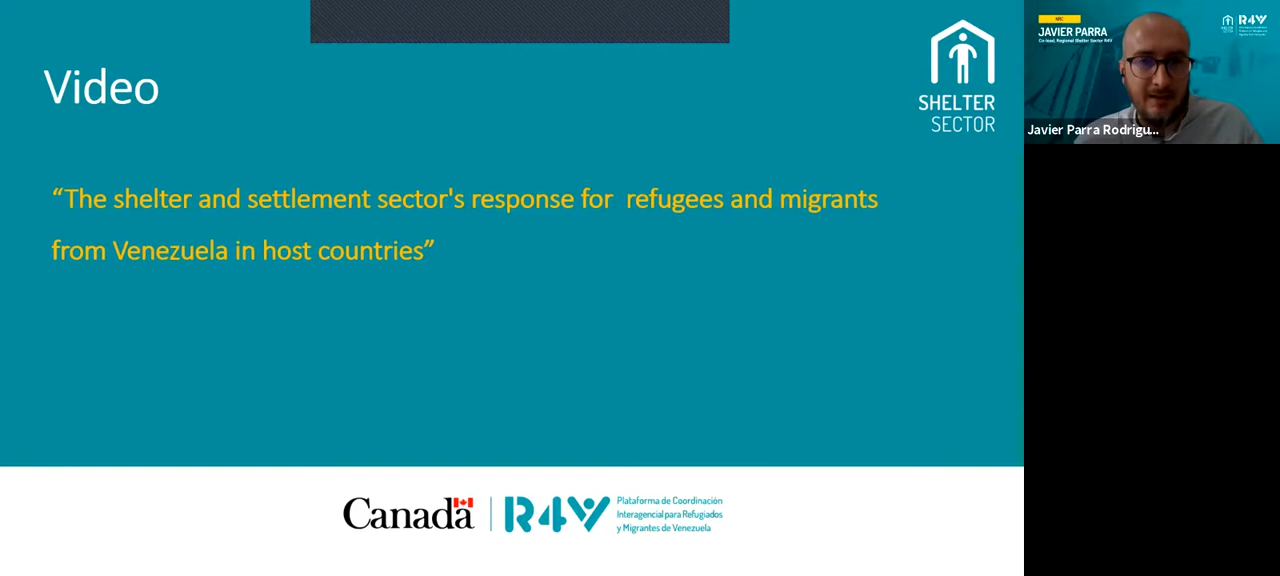 Video
SHELTER
SECTOR
“The shelter and settlement sector's response for  refugees and migrants
from Venezuela in host countries”
Canada
R4V
Plataforma de Coordinación
Interagencial para Refugiados
y Migrantes de Venezuela
NRC
JAVIER PARRA
Co-lead, Regional Shelter Sector R4V
R4V
Javier Parra Rodrigu...